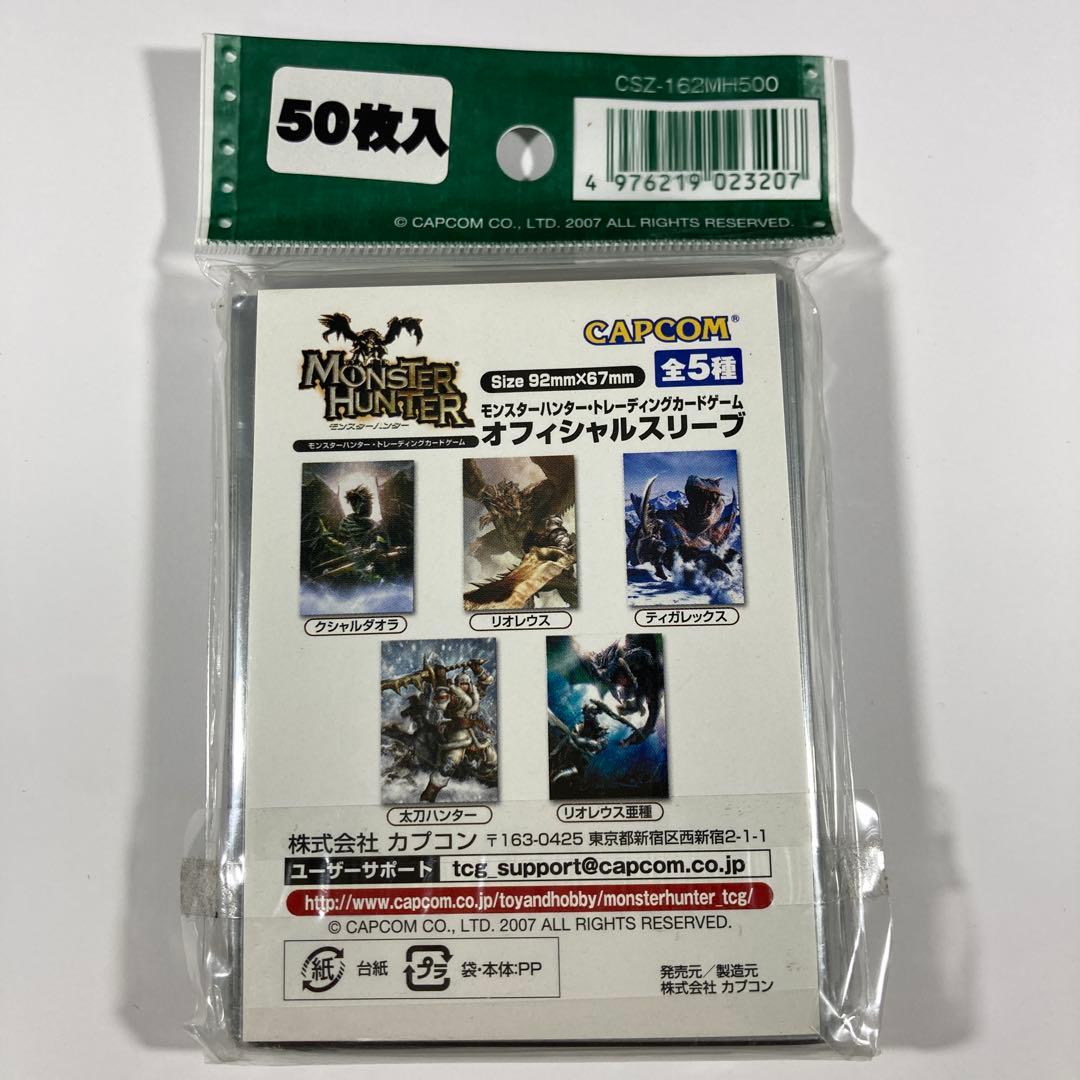 50枚入
CSZ-162MH500
4 976219 023207
© CAPCOM CO., LTD. 2007 ALL RIGHTS RESERVED.
MONSTER HUNTER
モンスターハンター
モンスターハンター・トレーディングカードゲーム
CAPCOM®
Size 92mm×67mm
全5種
モンスターハンター・トレーディングカードゲーム
オフィシャルスリーブ
クシャルダオラ
リオレウス
ティガレックス
太刀ハンター
リオレウス亜種
株式会社 カプコン 〒163-0425 東京都新宿区西新宿2-1-1
ユーザーサポート tcg_support@capcom.co.jp
http://www.capcom.co.jp/toyandhobby/monsterhunter_tcg/
© CAPCOM CO., LTD. 2007 ALL RIGHTS RESERVED.
紙 台紙 プラ 袋・本体:PP
発売元/製造元
株式会社 カプコン